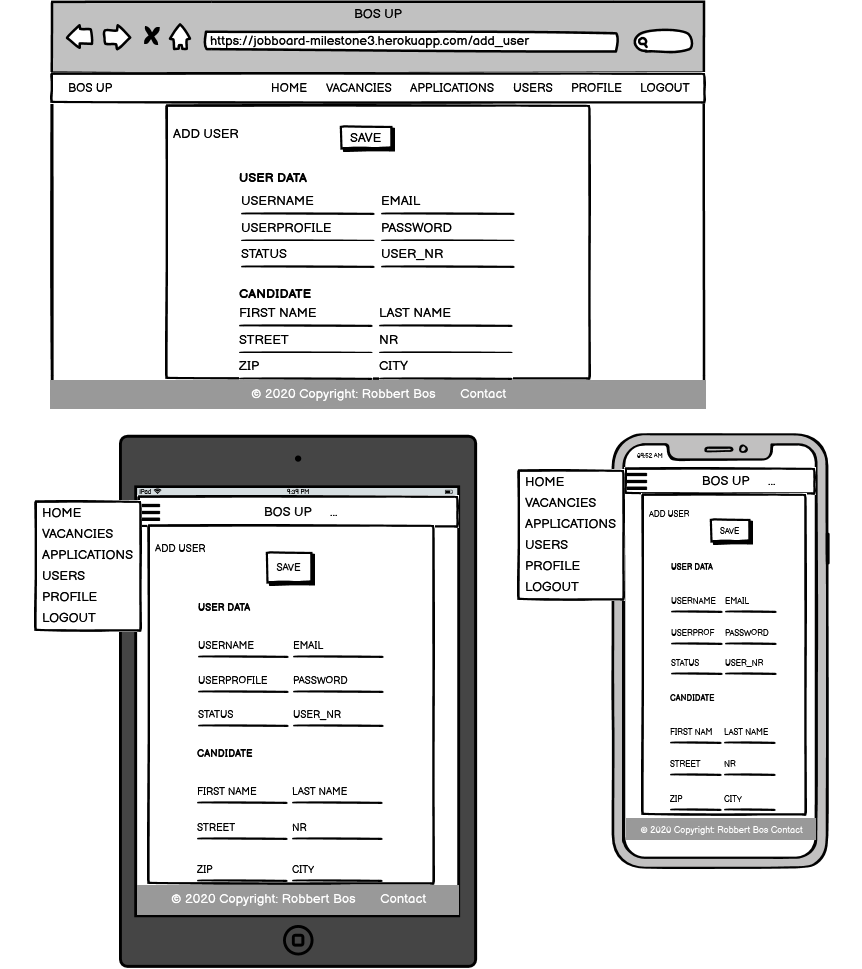 BOS UP
https://jobboard-milestone3.herokuapp.com/add_user
BOS UP HOME VACANCIES APPLICATIONS USERS PROFILE LOGOUT
ADD USER SAVE
USER DATA
USERNAME EMAIL
USERPROFILE PASSWORD
STATUS USER_NR
CANDIDATE
FIRST NAME LAST NAME
STREET NR
ZIP CITY
© 2020 Copyright: Robbert Bos Contact
iPad
BOS UP ...
HOME
VACANCIES
APPLICATIONS
USERS
PROFILE
LOGOUT
ADD USER
SAVE
USER DATA
USERNAME EMAIL
USERPROFILE PASSWORD
STATUS USER_NR
CANDIDATE
FIRST NAME LAST NAME
STREET NR
ZIP CITY
© 2020 Copyright: Robbert Bos Contact
09:52 AM
BOS UP ...
HOME
VACANCIES
APPLICATIONS
USERS
PROFILE
LOGOUT
ADD USER
SAVE
USER DATA
USERNAME EMAIL
USERPROF PASSWORD
STATUS USER_NR
CANDIDATE
FIRST NAM LAST NAME
STREET NR
ZIP CITY
© 2020 Copyright: Robbert Bos Contact